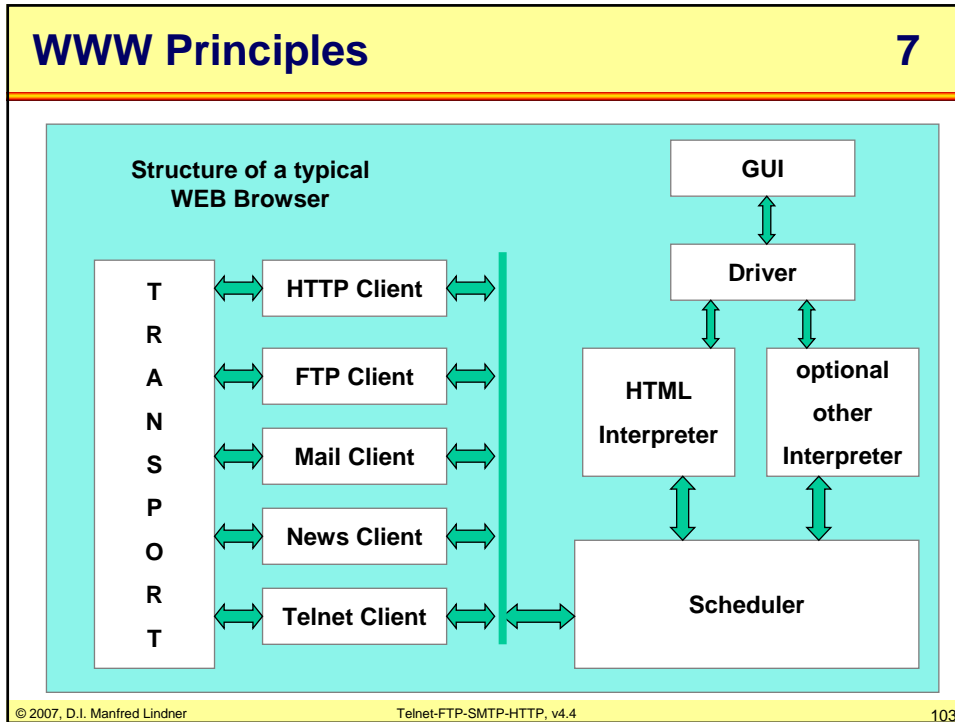 WWW Principles 7
Structure of a typical
WEB Browser
GUI
Driver
T
R
A
N
S
P
O
R
T
HTTP Client
FTP Client
Mail Client
News Client
Telnet Client
HTML
Interpreter
optional
other
Interpreter
Scheduler
© 2007, D.I. Manfred Lindner Telnet-FTP-SMTP-HTTP, v4.4 103